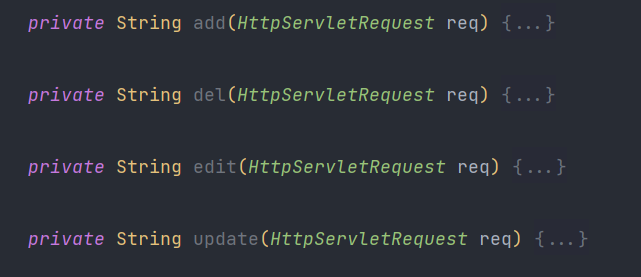 private String add(HttpServletRequest req) {...}
private String del(HttpServletRequest req) {...}
private String edit(HttpServletRequest req) {...}
private String update(HttpServletRequest req) {...}